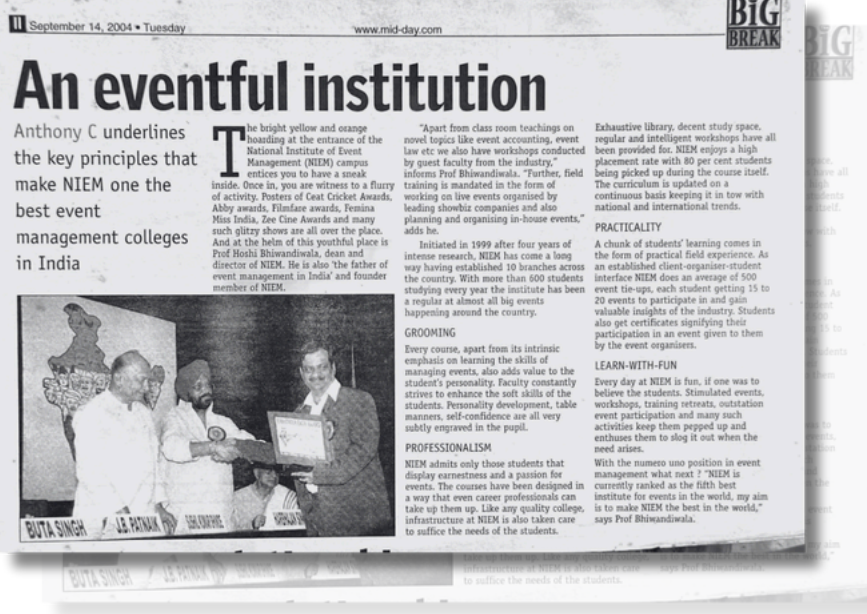 II September 14, 2004 • Tuesday
www.mid-day.com
BIG
BREAK
An eventful institution
Anthony C underlines
the key principles that
make NIEM one the
best event
management colleges
in India
The bright yellow and orange
hoarding at the entrance of the
National Institute of Event
Management (NIEM) campus
entices you to have a sneak
inside. Once in, you are witness to a flurry
of activity. Posters of Ceat Cricket Awards,
Abby awards, Filmfare awards, Femina
Miss India, Zee Cine Awards and many
such glitzy shows are all over the place.
And at the helm of this youthful place is
Prof Hoshi Bhiwandiwala, dean and
director of NIEM. He is also 'the father of
event management in India' and founder
member of NIEM.
BUTA SINGH
J.B. PATNAIK
"Apart from class room teachings on
novel topics like event accounting, event
law etc we also have workshops conducted
by guest faculty from the industry,"
informs Prof Bhiwandiwala. "Further, field
training is mandated in the form of
working on live events organised by
leading showbiz companies and also
planning and organising in-house events,"
adds he.
Initiated in 1999 after four years of
intense research, NIEM has come a long
way having established 10 branches across
the country. With more than 600 students
studying every year the institute has been
a regular at almost all big events
happening around the country.
GROOMING
Every course, apart from its intrinsic
emphasis on learning the skills of
managing events, also adds value to the
student's personality. Faculty constantly
strives to enhance the soft skills of the
students. Personality development, table
manners, self-confidence are all very
subtly engraved in the pupil.
PROFESSIONALISM
NIEM admits only those students that
display earnestness and a passion for
events. The courses have been designed in
a way that even career professionals can
take up them up. Like any quality college,
infrastructure at NIEM is also taken care
to suffice the needs of the students.
Exhaustive library, decent study space,
regular and intelligent workshops have all
been provided for. NIEM enjoys a high
placement rate with 80 per cent students
being picked up during the course itself.
The curriculum is updated on a
continuous basis keeping it in tow with
national and international trends.
PRACTICALITY
A chunk of students' learning comes in
the form of practical field experience. As
an established client-organiser-student
interface NIEM does an average of 500
event tie-ups, each student getting 15 to
20 events to participate in and gain
valuable insights of the industry. Students
also get certificates signifying their
participation in an event given to them
by the event organisers.
LEARN-WITH-FUN
Every day at NIEM is fun, if one was to
believe the students. Stimulated events,
workshops, training retreats, outstation
event participation and many such
activities keep them pepped up and
enthuses them to slog it out when the
need arises.
With the numero uno position in event
management what next ? "NIEM is
currently ranked as the fifth best
institute for events in the world, my aim
is to make NIEM the best in the world,"
says Prof Bhiwandiwala.